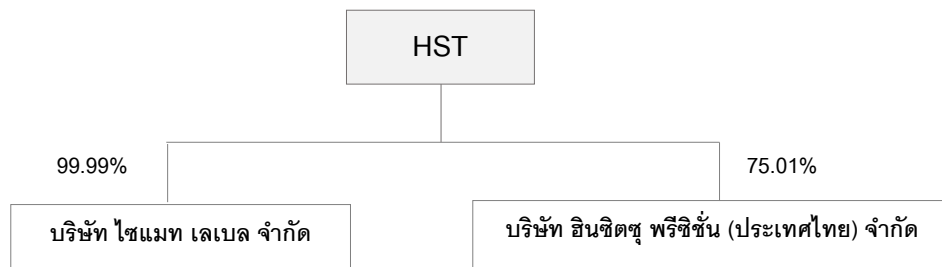 HST
99.99%
75.01%
บริษัท ไซแมท เลเบล จำกัด
บริษัท ฮินซิตซุ พรีซิชั่น (ประเทศไทย) จำกัด